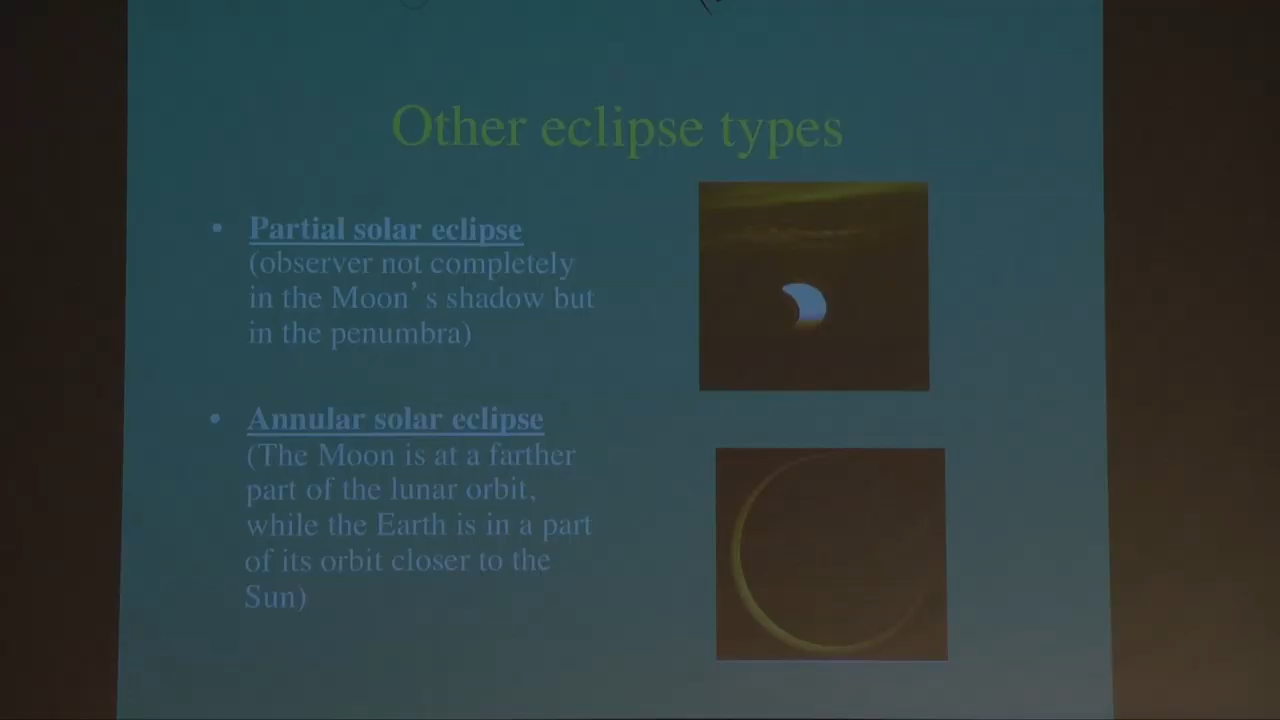 Other eclipse types
• Partial solar eclipse
(observer not completely
in the Moon’s shadow but
in the penumbra)
• Annular solar eclipse
(The Moon is at a farther
part of the lunar orbit,
while the Earth is in a part
of its orbit closer to the
Sun)